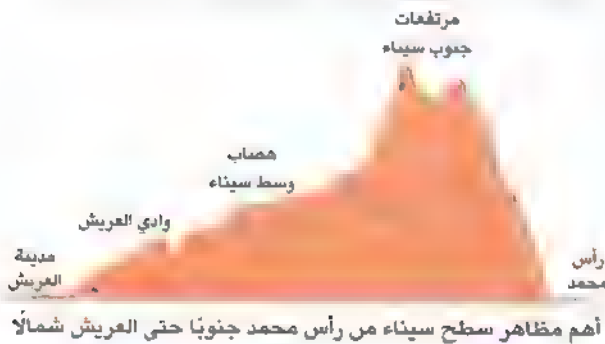 مرتفعات
جنوب سيناء
هضاب
وسط سيناء
وادي العريش
مدينة
العريش
رأس
محمد
أهم مظاهر سطح سيناء من رأس محمد جنوبًا حتى العريش شمالًا